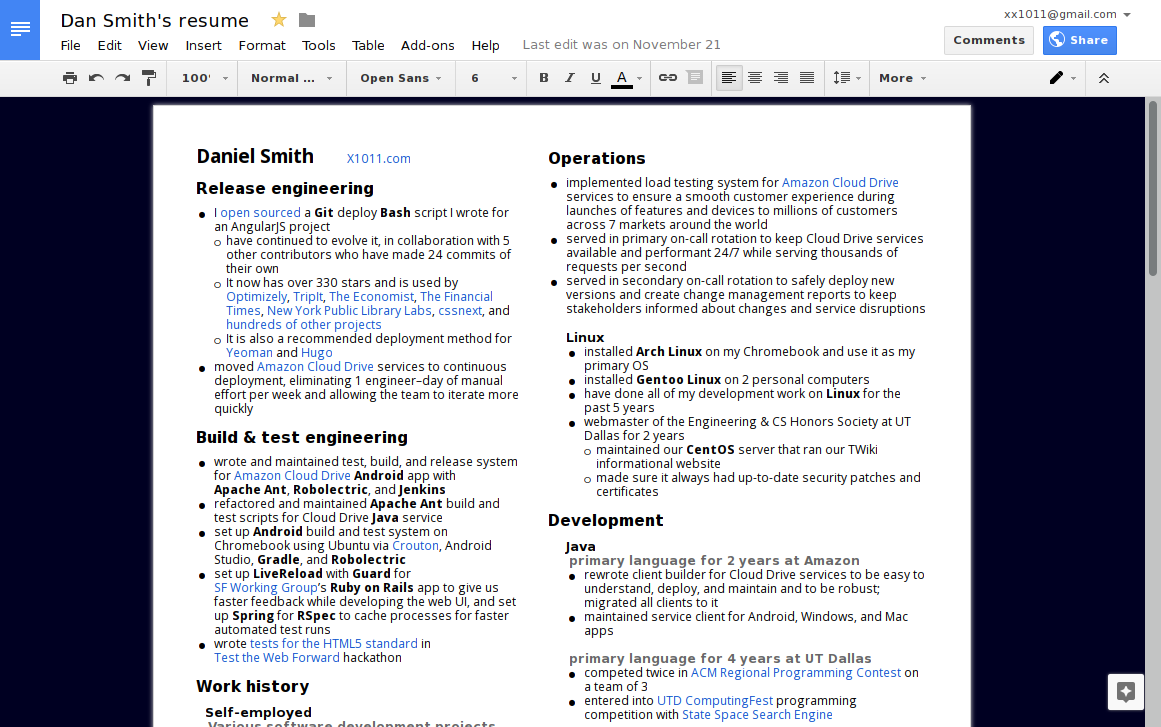 Dan Smith's resume
xx1011@gmail.com
File Edit View Insert Format Tools Table Add-ons Help Last edit was on November 21
Comments Share
100% Normal ... Open Sans 6 B I U A More
Daniel Smith X1011.com
Release engineering
I open sourced a Git deploy Bash script I wrote for
an AngularJS project
have continued to evolve it, in collaboration with 5
other contributors who have made 24 commits of
their own
It now has over 330 stars and is used by
Optimizely, TripIt, The Economist, The Financial
Times, New York Public Library Labs, cssnext, and
hundreds of other projects
It is also a recommended deployment method for
Yeoman and Hugo
moved Amazon Cloud Drive services to continuous
deployment, eliminating 1 engineer–day of manual
effort per week and allowing the team to iterate more
quickly
Build & test engineering
wrote and maintained test, build, and release system
for Amazon Cloud Drive Android app with
Apache Ant, Robolectric, and Jenkins
refactored and maintained Apache Ant build and
test scripts for Cloud Drive Java service
set up Android build and test system on
Chromebook using Ubuntu via Crouton, Android
Studio, Gradle, and Robolectric
set up LiveReload with Guard for
SF Working Group's Ruby on Rails app to give us
faster feedback while developing the web UI, and set
up Spring for RSpec to cache processes for faster
automated test runs
wrote tests for the HTML5 standard in
Test the Web Forward hackathon
Work history
Self-employed
Various software development projects
Operations
implemented load testing system for Amazon Cloud Drive
services to ensure a smooth customer experience during
launches of features and devices to millions of customers
across 7 markets around the world
served in primary on-call rotation to keep Cloud Drive services
available and performant 24/7 while serving thousands of
requests per second
served in secondary on-call rotation to safely deploy new
versions and create change management reports to keep
stakeholders informed about changes and service disruptions
Linux
installed Arch Linux on my Chromebook and use it as my
primary OS
installed Gentoo Linux on 2 personal computers
have done all of my development work on Linux for the
past 5 years
webmaster of the Engineering & CS Honors Society at UT
Dallas for 2 years
maintained our CentOS server that ran our TWiki
informational website
made sure it always had up-to-date security patches and
certificates
Development
Java
primary language for 2 years at Amazon
rewrote client builder for Cloud Drive services to be easy to
understand, deploy, and maintain and to be robust;
migrated all clients to it
maintained service client for Android, Windows, and Mac
apps
primary language for 4 years at UT Dallas
competed twice in ACM Regional Programming Contest on
a team of 3
entered into UTD ComputingFest programming
competition with State Space Search Engine